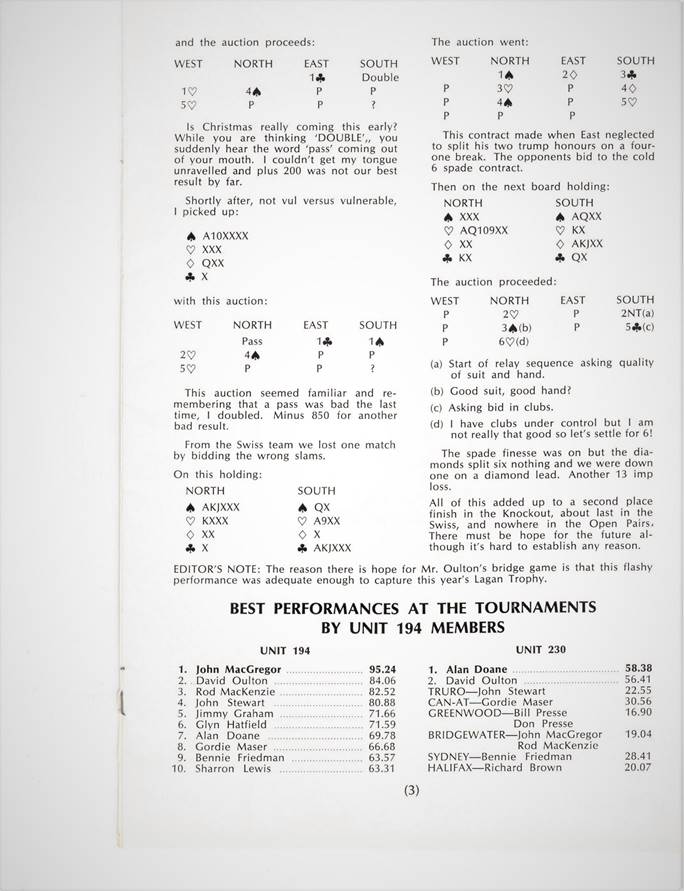 and the auction proceeds:
WEST NORTH EAST SOUTH
1♣ Double
1♡ 4♠ P P
5♡ P P ?
Is Christmas really coming this early?
While you are thinking 'DOUBLE',, you
suddenly hear the word 'pass' coming out
of your mouth. I couldn't get my tongue
unravelled and plus 200 was not our best
result by far.
Shortly after, not vul versus vulnerable,
I picked up:
♠ A10XXXX
♡ XXX
♢ QXX
♣ X
with this auction:
WEST NORTH EAST SOUTH
Pass 1♣ 1♠
2♡ 4♠ P P
5♡ P P ?
This auction seemed familiar and re-
membering that a pass was bad the last
time, I doubled. Minus 850 for another
bad result.
From the Swiss team we lost one match
by bidding the wrong slams.
On this holding:
NORTH SOUTH
♠ AKJXXX ♠ QX
♡ KXXX ♡ A9XX
♢ XX ♢ X
♣ X ♣ AKJXXX
The auction went:
WEST NORTH EAST SOUTH
1♠ 2♢ 3♣
P 3♡ P 4♢
P 4♠ P 5♡
P P P
This contract made when East neglected
to split his two trump honours on a four-
one break. The opponents bid to the cold
6 spade contract.
Then on the next board holding:
NORTH SOUTH
♠ XXX ♠ AQXX
♡ AQ109XX ♡ KX
♢ XX ♢ AKJXX
♣ KX ♣ QX
The auction proceeded:
WEST NORTH EAST SOUTH
P 2♡ P 2NT(a)
P 3♠(b) P 5♣(c)
P 6♡(d)
(a) Start of relay sequence asking quality
of suit and hand.
(b) Good suit, good hand?
(c) Asking bid in clubs.
(d) I have clubs under control but I am
not really that good so let's settle for 6!
The spade finesse was on but the dia-
monds split six nothing and we were down
one on a diamond lead. Another 13 imp
loss.
All of this added up to a second place
finish in the Knockout, about last in the
Swiss, and nowhere in the Open Pairs.
There must be hope for the future al-
though it's hard to establish any reason.
EDITOR'S NOTE: The reason there is hope for Mr. Oulton's bridge game is that this flashy
performance was adequate enough to capture this year's Lagan Trophy.
BEST PERFORMANCES AT THE TOURNAMENTS
BY UNIT 194 MEMBERS
UNIT 194
1. John MacGregor ........................ 95.24
2. David Oulton ........................ 84.06
3. Rod MacKenzie ........................ 82.52
4. John Stewart ........................ 80.88
5. Jimmy Graham ........................ 71.66
6. Glyn Hatfield ........................ 71.59
7. Alan Doane ........................ 69.78
8. Gordie Maser ........................ 66.68
9. Bennie Friedman ........................ 63.57
10. Sharron Lewis ........................ 63.31
UNIT 230
1. Alan Doane ........................ 58.38
2. David Oulton ........................ 56.41
TRURO—John Stewart 22.55
CAN-AT—Gordie Maser 30.56
GREENWOOD—Bill Presse 16.90
Don Presse
BRIDGEWATER—John MacGregor 19.04
Rod MacKenzie
SYDNEY—Bennie Friedman 28.41
HALIFAX—Richard Brown 20.07
(3)